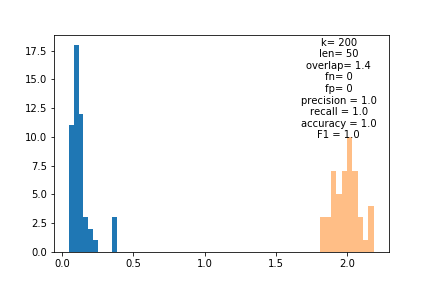 k= 200
len= 50
overlap= 1.4
fn= 0
fp= 0
precision = 1.0
recall = 1.0
accuracy = 1.0
F1 = 1.0
17.5
15.0
12.5
10.0
7.5
5.0
2.5
0.0
0.0 0.5 1.0 1.5 2.0